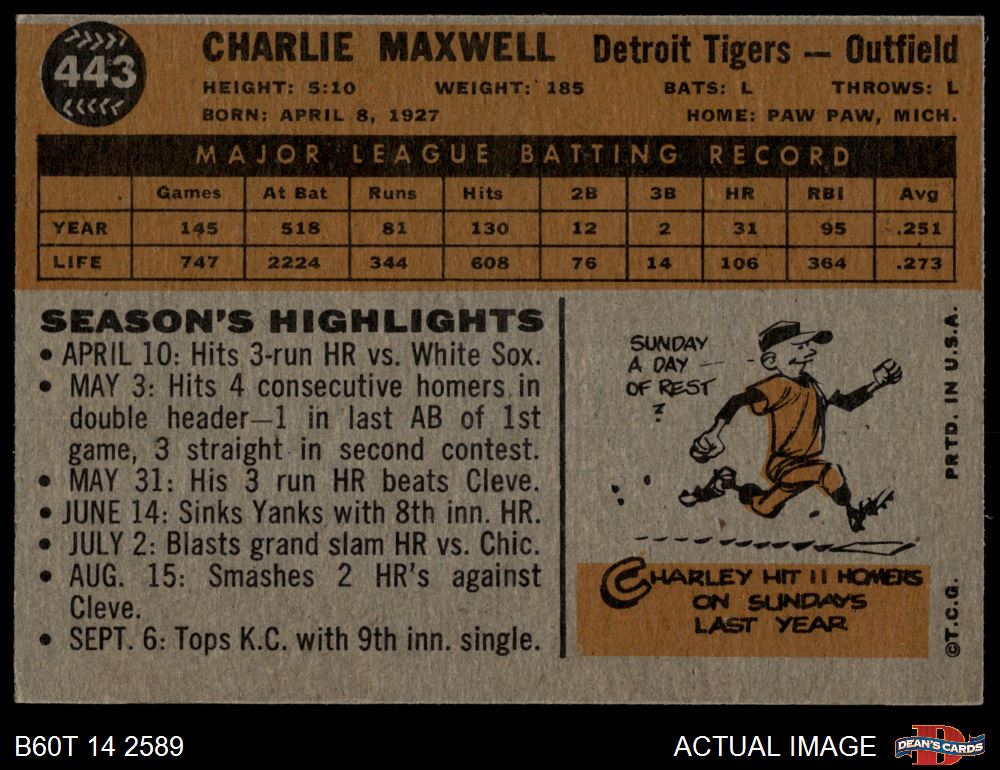 443
CHARLIE MAXWELL Detroit Tigers — Outfield
HEIGHT: 5:10 WEIGHT: 185 BATS: L THROWS: L
BORN: APRIL 8, 1927 HOME: PAW PAW, MICH.
MAJOR LEAGUE BATTING RECORD
Games At Bat Runs Hits 2B 3B HR RBI Avg
YEAR 145 518 81 130 12 2 31 95 .251
LIFE 747 2224 344 608 76 14 106 364 .273
SEASON'S HIGHLIGHTS
• APRIL 10: Hits 3-run HR vs. White Sox.
• MAY 3: Hits 4 consecutive homers in
double header—1 in last AB of 1st
game, 3 straight in second contest.
• MAY 31: His 3 run HR beats Cleve.
• JUNE 14: Sinks Yanks with 8th inn. HR.
• JULY 2: Blasts grand slam HR vs. Chic.
• AUG. 15: Smashes 2 HR's against
Cleve.
• SEPT. 6: Tops K.C. with 9th inn. single.
SUNDAY
A DAY
OF REST
?
CHARLEY HIT 11 HOMERS
ON SUNDAYS
LAST YEAR
©T.C.G. PRTD. IN U.S.A.
B60T 14 2589
ACTUAL IMAGE
D
DEAN'S CARDS